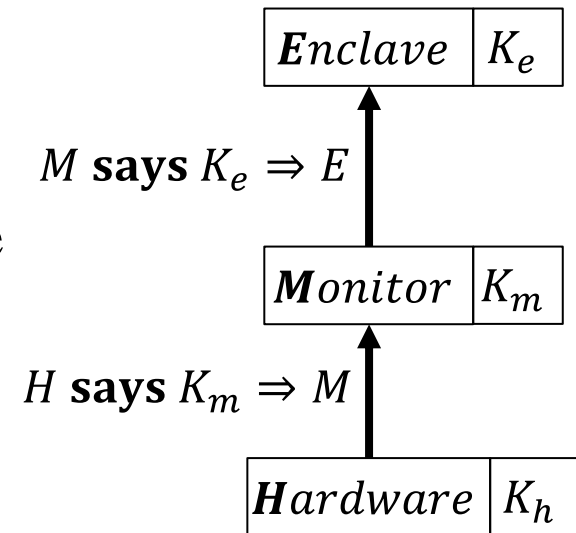 Enclave K_e
M says K_e ⇒ E
Monitor K_m
H says K_m ⇒ M
Hardware K_h